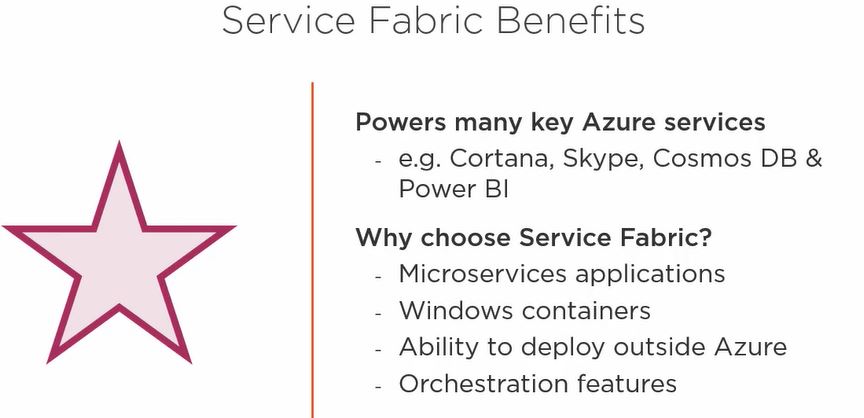 Service Fabric Benefits
Powers many key Azure services
- e.g. Cortana, Skype, Cosmos DB &
Power BI
Why choose Service Fabric?
- Microservices applications
- Windows containers
- Ability to deploy outside Azure
- Orchestration features